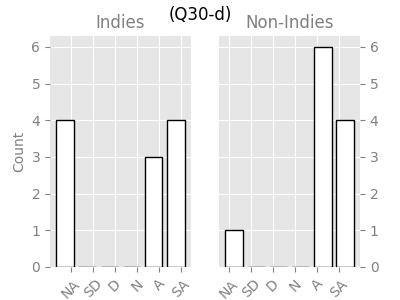 (Q30-d)
Indies
Non-Indies
Count
6
5
4
3
2
1
0
NA
SD
D
N
A
SA
6
5
4
3
2
1
0
NA
SD
D
N
A
SA